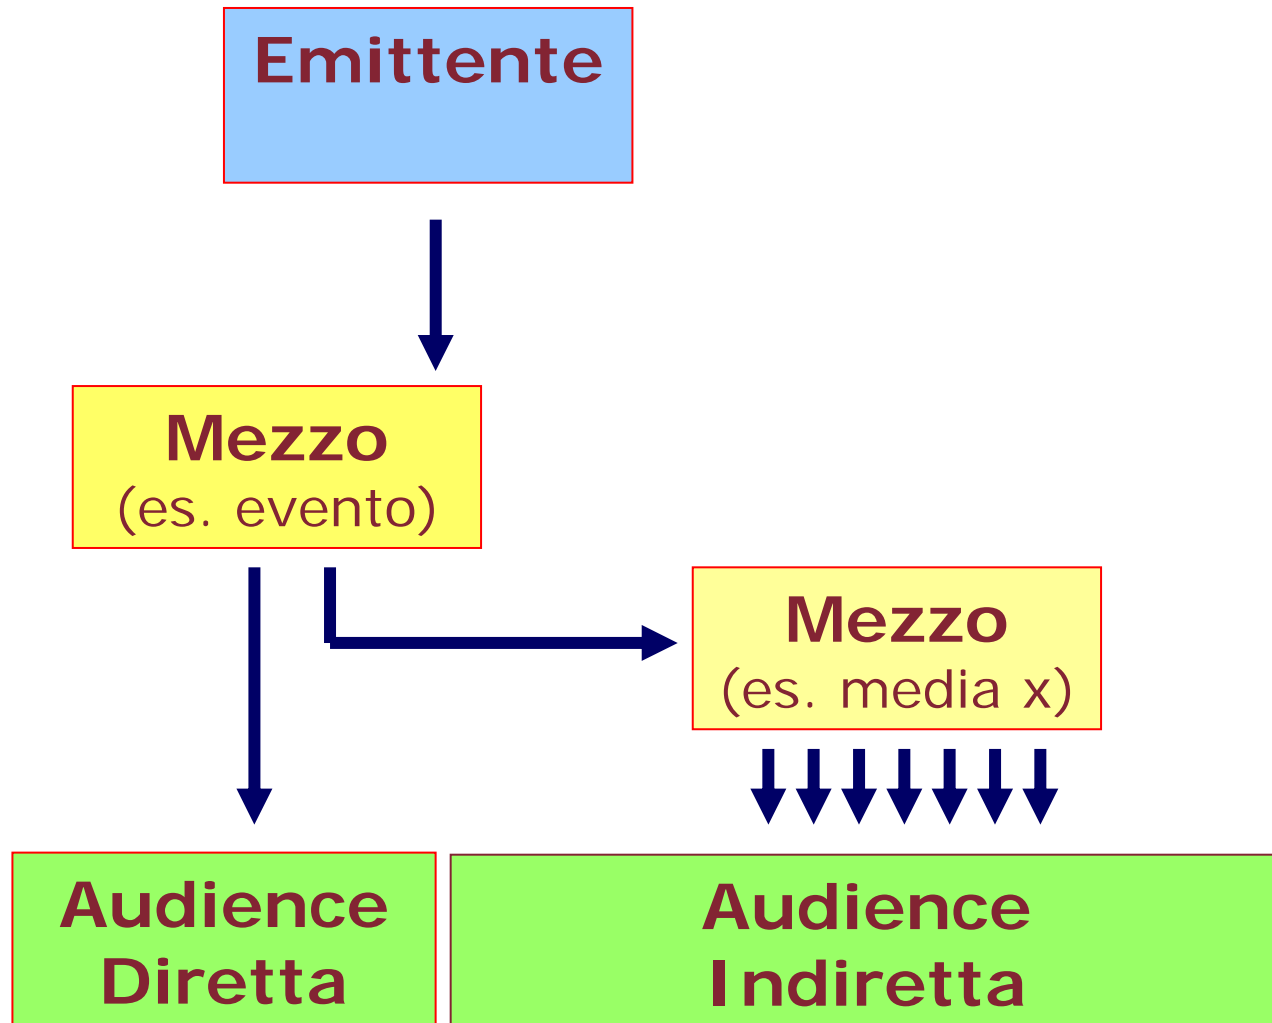 Emittente
Mezzo
(es. evento)
Mezzo
(es. media x)
Audience
Diretta
Audience
Indiretta